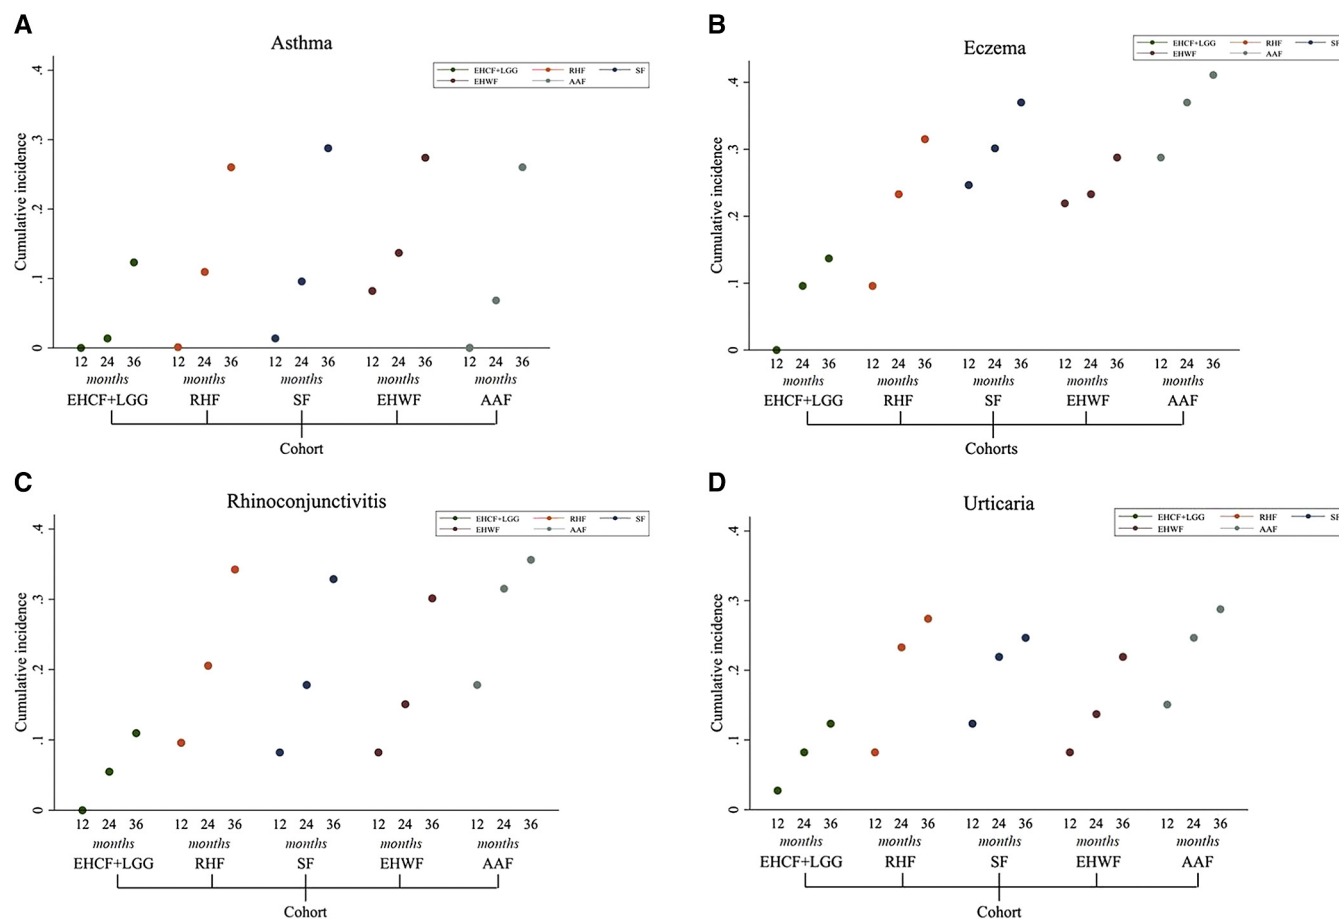 A
Asthma
EHCF+LGG RHF SF
EHWF AAF
Cumulative incidence
.4
.3
.2
.1
0
12 24 36 12 24 36 12 24 36 12 24 36 12 24 36
months months months months months
EHCF+LGG RHF SF EHWF AAF
Cohort
B
Eczema
EHCF+LGG RHF SF
EHWF AAF
Cumulative incidence
.4
.3
.2
.1
0
12 24 36 12 24 36 12 24 36 12 24 36 12 24 36
months months months months months
EHCF+LGG RHF SF EHWF AAF
Cohorts
C
Rhinoconjunctivitis
EHCF+LGG RHF SF
EHWF AAF
Cumulative incidence
.4
.3
.2
.1
0
12 24 36 12 24 36 12 24 36 12 24 36 12 24 36
months months months months months
EHCF+LGG RHF SF EHWF AAF
Cohort
D
Urticaria
EHCF+LGG RHF SF
EHWF AAF
Cumulative incidence
.4
.3
.2
.1
0
12 24 36 12 24 36 12 24 36 12 24 36 12 24 36
months months months months months
EHCF+LGG RHF SF EHWF AAF
Cohort